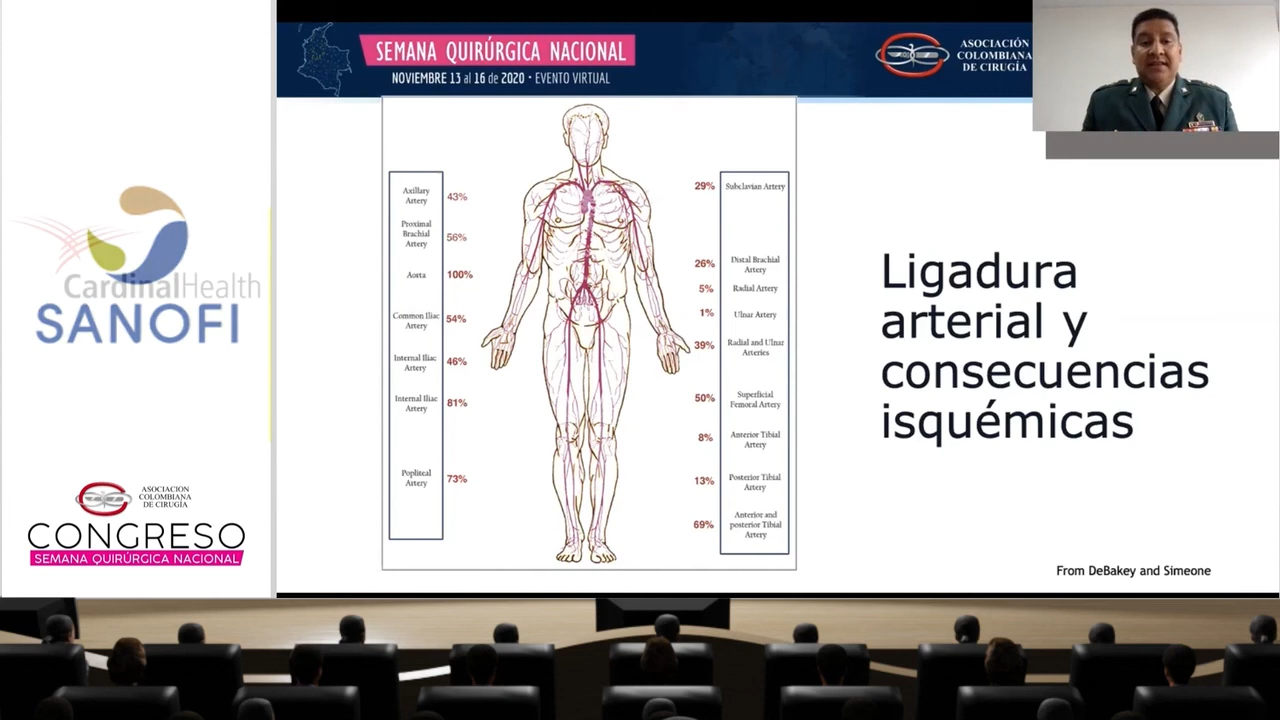 SEMANA QUIRÚRGICA NACIONAL
NOVIEMBRE 13 al 16 de 2020 • EVENTO VIRTUAL
ASOCIACIÓN
COLOMBIANA
DE CIRUGÍA
CardinalHealth
SANOFI
ASOCIACIÓN
COLOMBIANA
DE CIRUGÍA
CONGRESO
SEMANA QUIRÚRGICA NACIONAL
Axillary
Artery
43%
Proximal
Brachial
Artery
56%
Aorta
100%
Common Iliac
Artery
54%
Internal Iliac
Artery
46%
Internal Iliac
Artery
81%
Popliteal
Artery
73%
29%
Subclavian Artery
26%
Distal Brachial
Artery
5%
Radial Artery
1%
Ulnar Artery
39%
Radial and Ulnar
Arteries
50%
Superficial
Femoral Artery
8%
Anterior Tibial
Artery
13%
Posterior Tibial
Artery
69%
Anterior and
posterior Tibial
Artery
Ligadura
arterial y
consecuencias
isquémicas
From DeBakey and Simeone